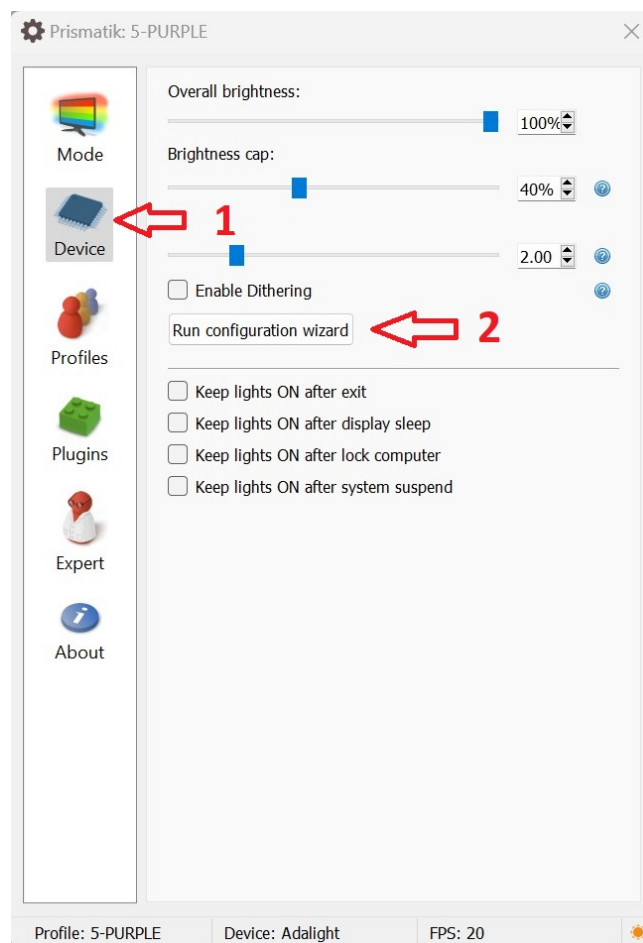 Prismatik: 5-PURPLE
Mode
Device
Profiles
Plugins
Expert
About
Overall brightness:
100%
Brightness cap:
40%
1
2.00
Enable Dithering
Run configuration wizard
2
Keep lights ON after exit
Keep lights ON after display sleep
Keep lights ON after lock computer
Keep lights ON after system suspend
Profile: 5-PURPLE
Device: Adalight
FPS: 20